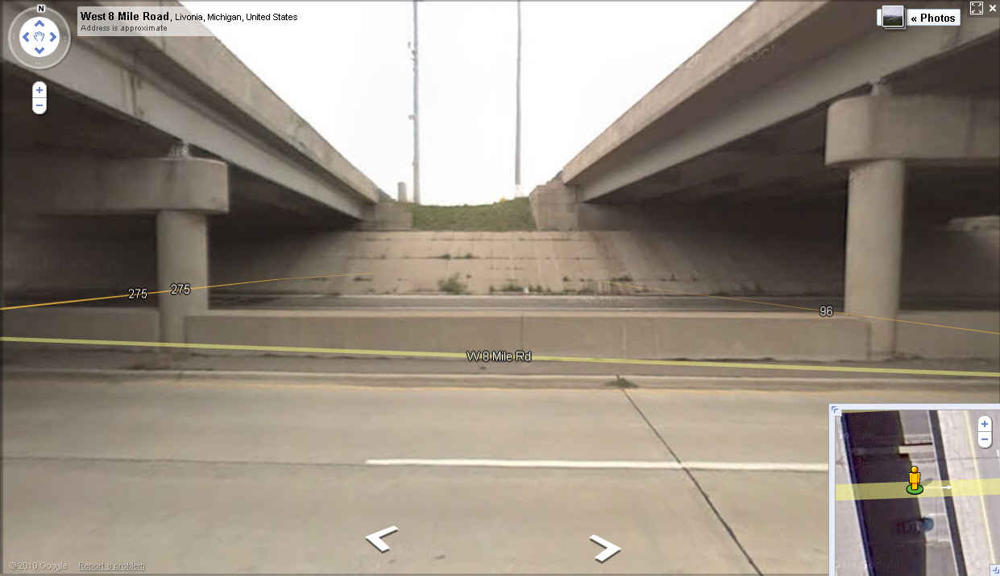 N
West 8 Mile Road, Livonia, Michigan, United States
Address is approximate
« Photos
275
275
96
W 8 Mile Rd
© 2010 Google
Report a problem